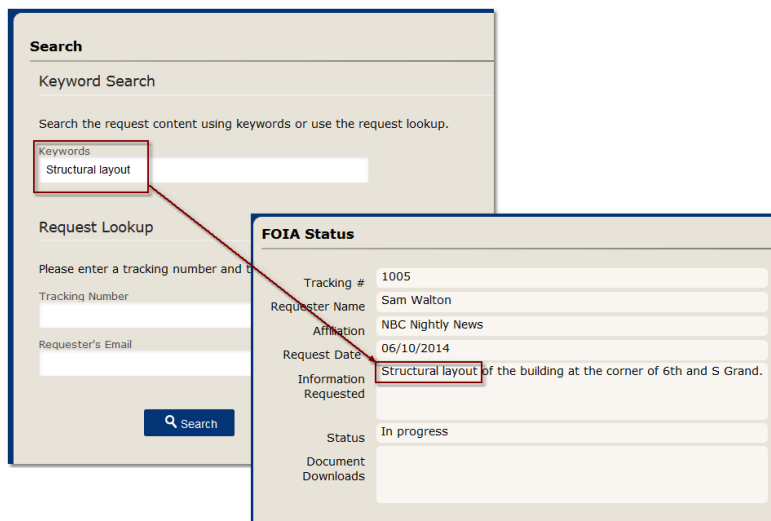 Search
Keyword Search
Search the request content using keywords or use the request lookup.
Keywords
Structural layout
Request Lookup
Please enter a tracking number and
Tracking Number
Requester's Email
Search
FOIA Status
Tracking #
1005
Requester Name
Sam Walton
Affiliation
NBC Nightly News
Request Date
06/10/2014
Information
Requested
Structural layout of the building at the corner of 6th and S Grand.
Status
In progress
Document
Downloads